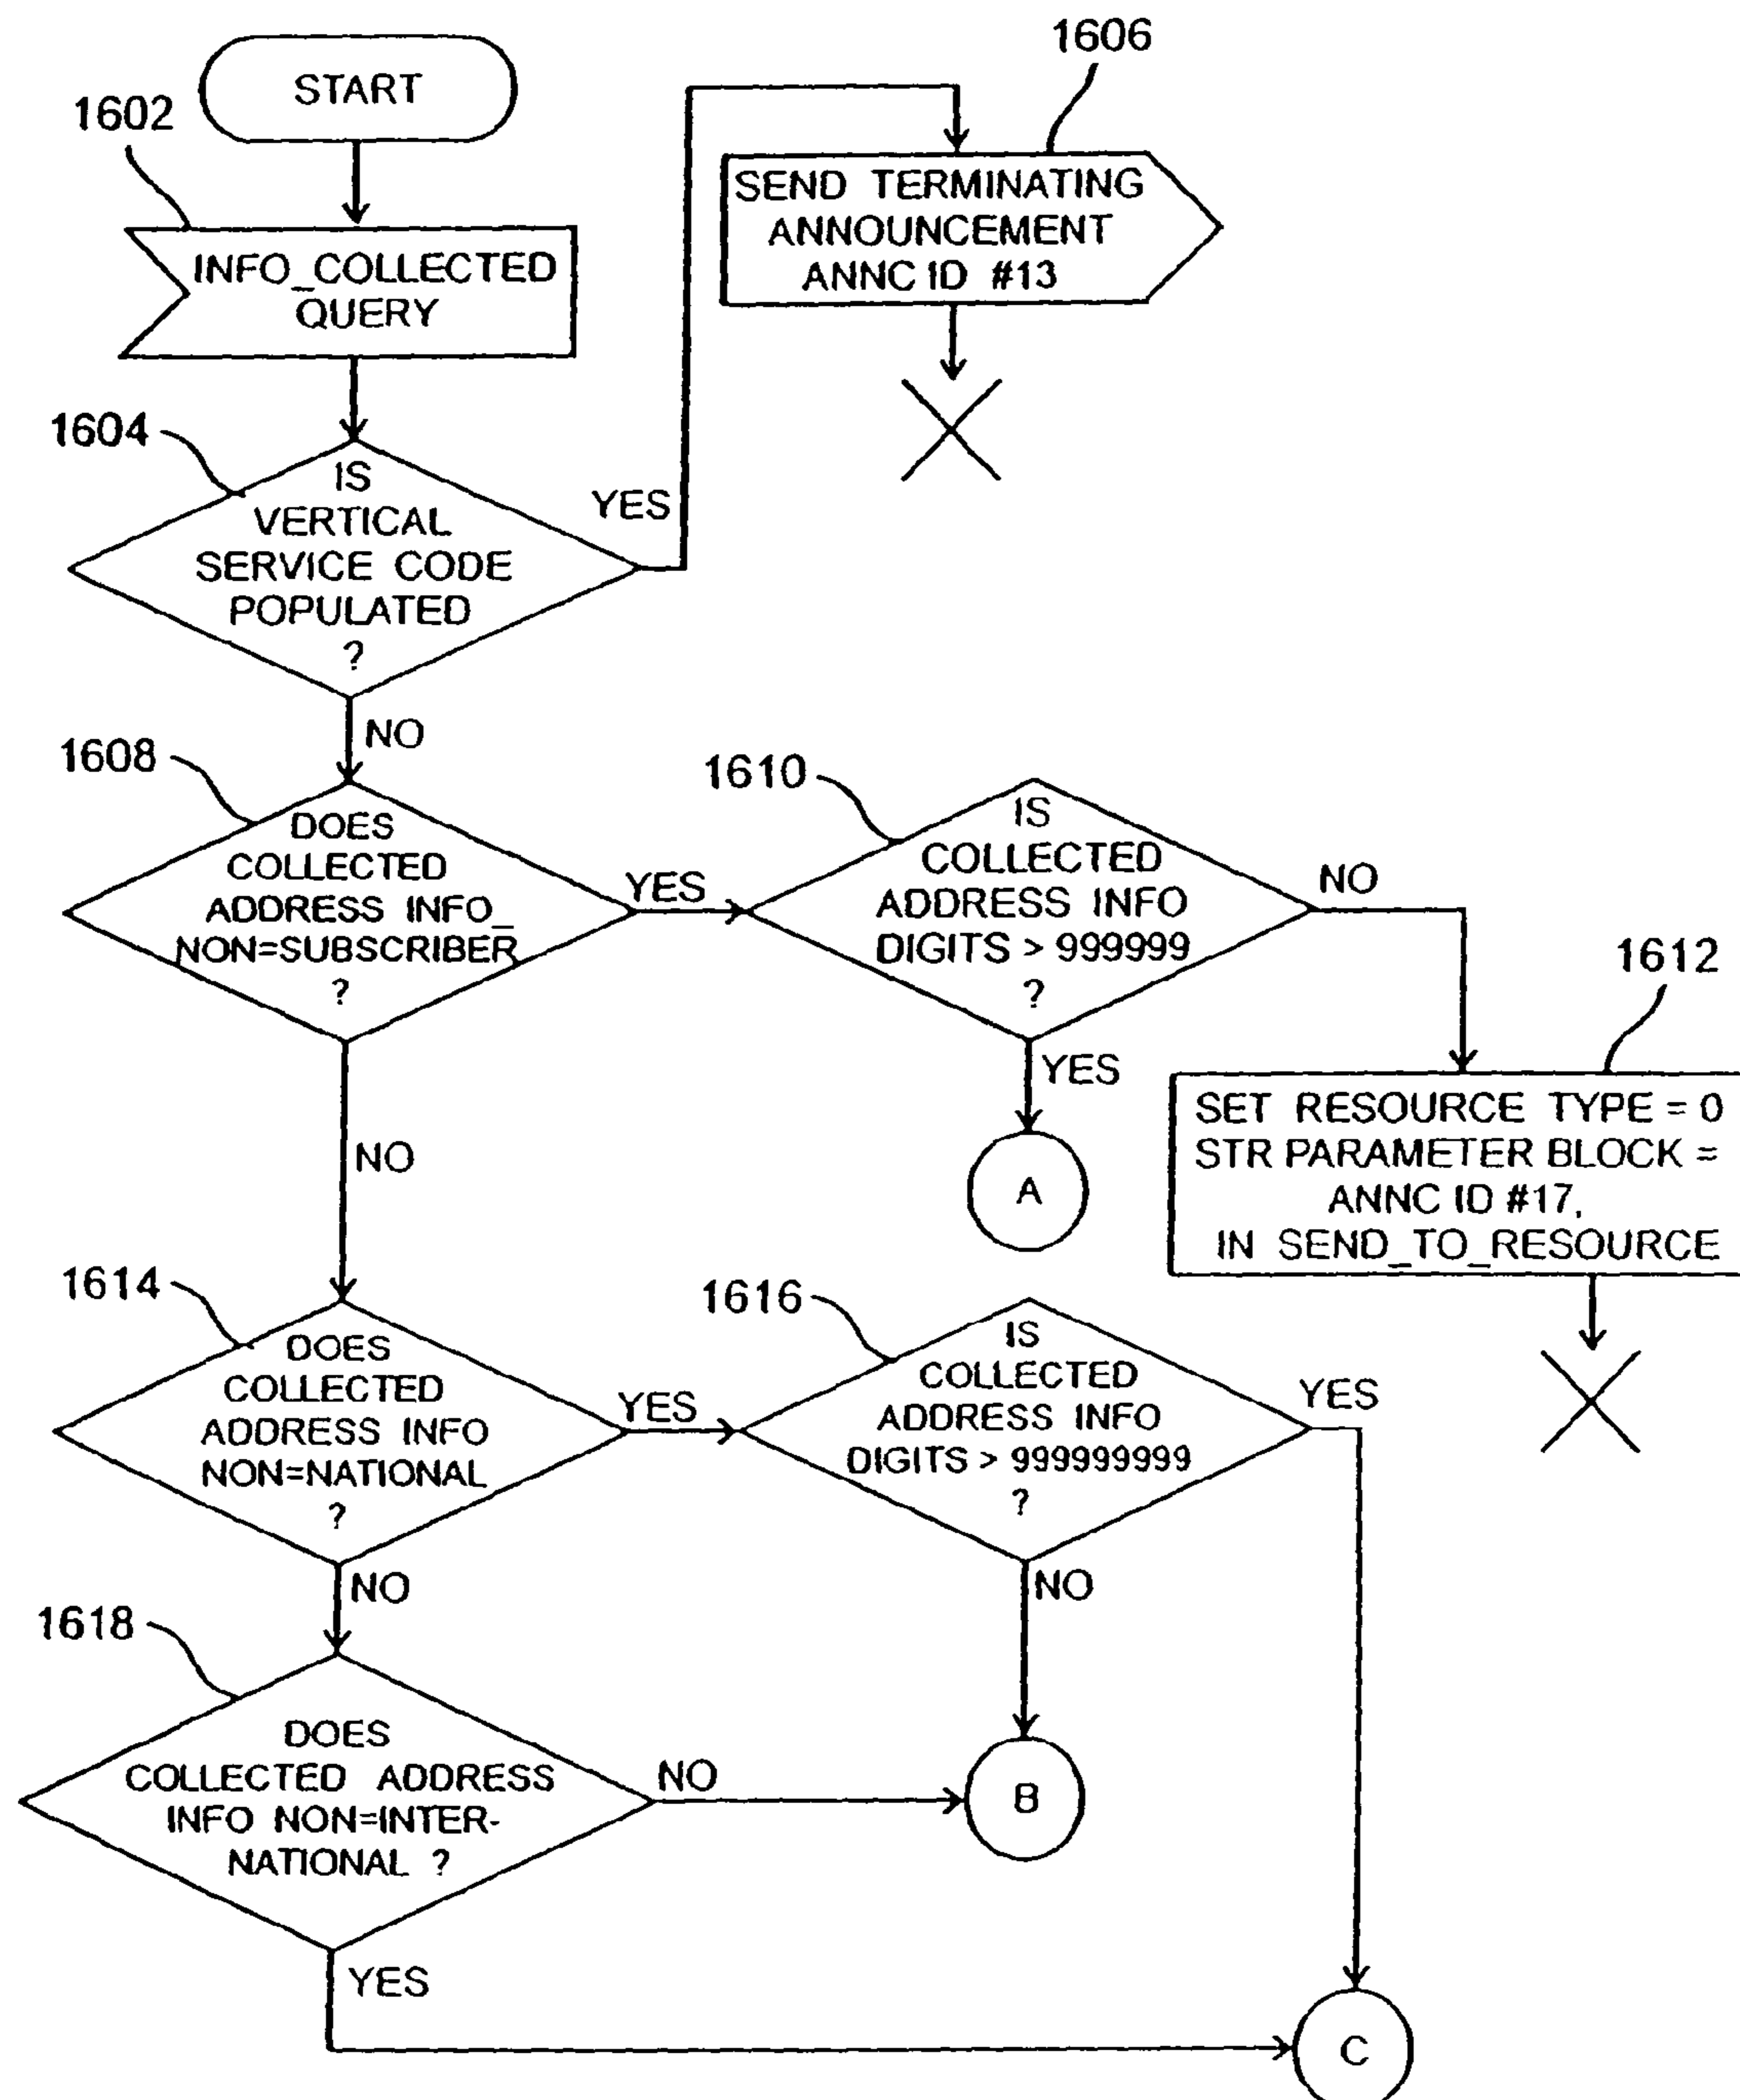 START
1602
INFO_COLLECTED
QUERY
1606
SEND TERMINATING
ANNOUNCEMENT
ANNC ID #13
1604
IS
VERTICAL
SERVICE CODE
POPULATED
?
YES
NO
1608
DOES
COLLECTED
ADDRESS INFO_
NON=SUBSCRIBER
?
YES
1610
IS
COLLECTED
ADDRESS INFO
DIGITS > 999999
?
NO
YES
A
1612
SET RESOURCE TYPE = 0
STR PARAMETER BLOCK =
ANNC ID #17,
IN SEND_TO_RESOURCE
NO
1614
DOES
COLLECTED
ADDRESS INFO
NON=NATIONAL
?
YES
1616
IS
COLLECTED
ADDRESS INFO
DIGITS > 999999999
?
YES
NO
NO
1618
DOES
COLLECTED ADDRESS
INFO NON=INTER-
NATIONAL ?
NO
B
YES
C